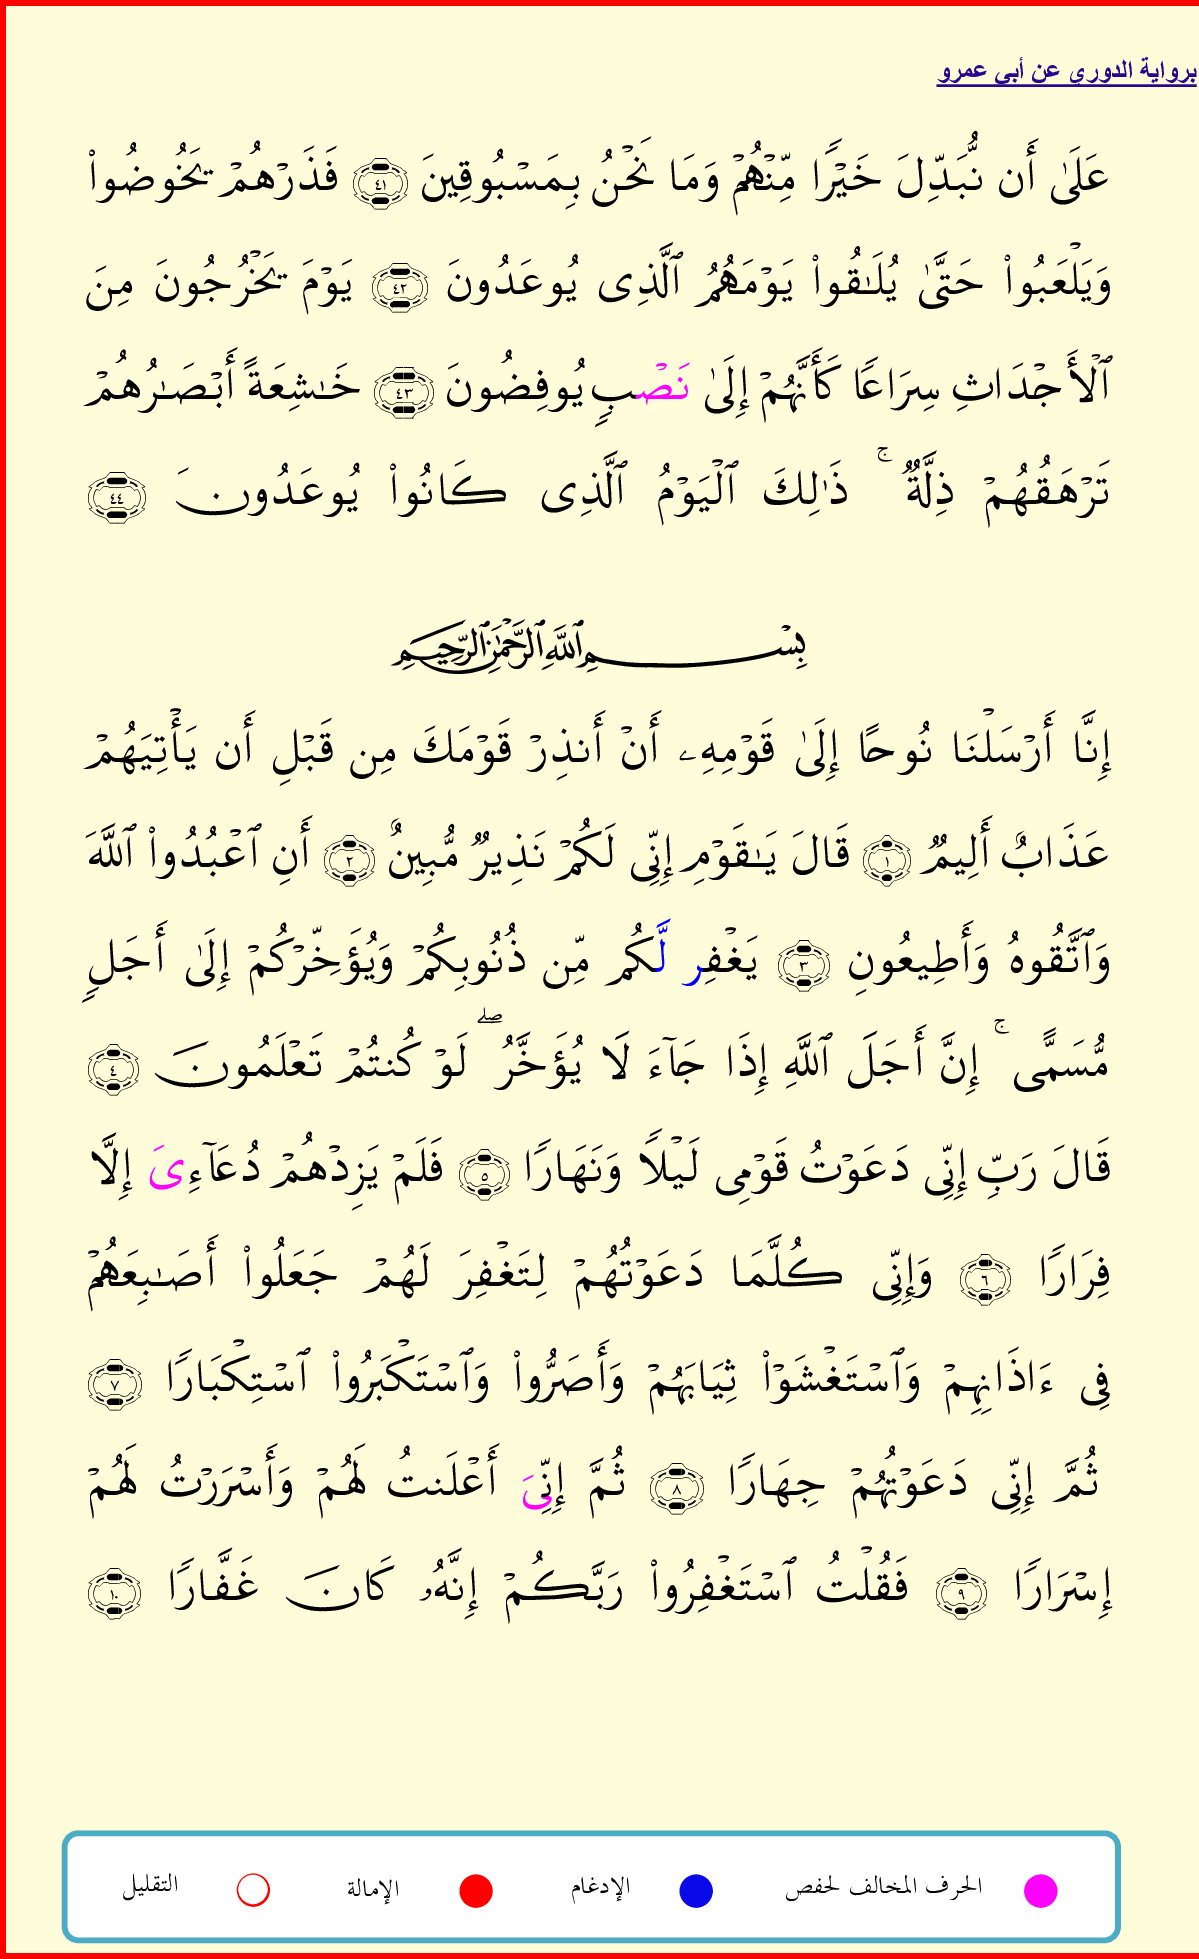 برواية الدوري عن أبي عمرو
عَلَىٰ أَن نُّبَدِّلَ خَيْرًا مِّنْهُمْ وَمَا نَحْنُ بِمَسْبُوقِينَ ٤١ فَذَرْهُمْ يَخُوضُوا۟
وَيَلْعَبُوا۟ حَتَّىٰ يُلَـٰقُوا۟ يَوْمَهُمُ ٱلَّذِى يُوعَدُونَ ٤٢ يَوْمَ يَخْرُجُونَ مِنَ
ٱلْأَجْدَاثِ سِرَاعًا كَأَنَّهُمْ إِلَىٰ نَصْبٍ يُوفِضُونَ ٤٣ خَـٰشِعَةً أَبْصَـٰرُهُمْ
تَرْهَقُهُمْ ذِلَّةٌ ۚ ذَٰلِكَ ٱلْيَوْمُ ٱلَّذِى كَانُوا۟ يُوعَدُونَ ٤٤
بِسْمِ ٱللَّهِ ٱلرَّحْمَـٰنِ ٱلرَّحِيمِ
إِنَّا أَرْسَلْنَا نُوحًا إِلَىٰ قَوْمِهِۦ أَنْ أَنذِرْ قَوْمَكَ مِن قَبْلِ أَن يَأْتِيَهُمْ
عَذَابٌ أَلِيمٌ ١ قَالَ يَـٰقَوْمِ إِنِّى لَكُمْ نَذِيرٌ مُّبِينٌ ٢ أَنِ ٱعْبُدُوا۟ ٱللَّهَ
وَٱتَّقُوهُ وَأَطِيعُونِ ٣ يَغْفِر لَّكُم مِّن ذُنُوبِكُمْ وَيُؤَخِّرْكُمْ إِلَىٰ أَجَلٍ
مُّسَمًّى ۚ إِنَّ أَجَلَ ٱللَّهِ إِذَا جَآءَ لَا يُؤَخَّرُ ۖ لَوْ كُنتُمْ تَعْلَمُونَ ٤
قَالَ رَبِّ إِنِّى دَعَوْتُ قَوْمِى لَيْلًا وَنَهَارًا ٥ فَلَمْ يَزِدْهُمْ دُعَآءِىَ إِلَّا
فِرَارًا ٦ وَإِنِّى كُلَّمَا دَعَوْتُهُمْ لِتَغْفِرَ لَهُمْ جَعَلُوا۟ أَصَـٰبِعَهُمْ
فِى ءَاذَانِهِمْ وَٱسْتَغْشَوْا۟ ثِيَابَهُمْ وَأَصَرُّوا۟ وَٱسْتَكْبَرُوا۟ ٱسْتِكْبَارًا ٧
ثُمَّ إِنِّى دَعَوْتُهُمْ جِهَارًا ٨ ثُمَّ إِنِّىَ أَعْلَنتُ لَهُمْ وَأَسْرَرْتُ لَهُمْ
إِسْرَارًا ٩ فَقُلْتُ ٱسْتَغْفِرُوا۟ رَبَّكُمْ إِنَّهُۥ كَانَ غَفَّارًا ١٠
الحرف المخالف لحفص الإدغام الإمالة التقليل